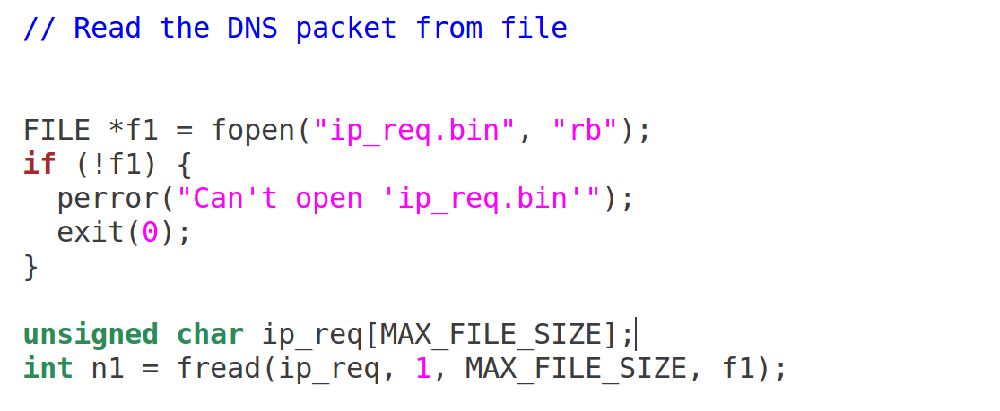 // Read the DNS packet from file
FILE *f1 = fopen("ip_req.bin", "rb");
if (!f1) {
  perror("Can't open 'ip_req.bin'");
  exit(0);
}
unsigned char ip_req[MAX_FILE_SIZE];
int n1 = fread(ip_req, 1, MAX_FILE_SIZE, f1);